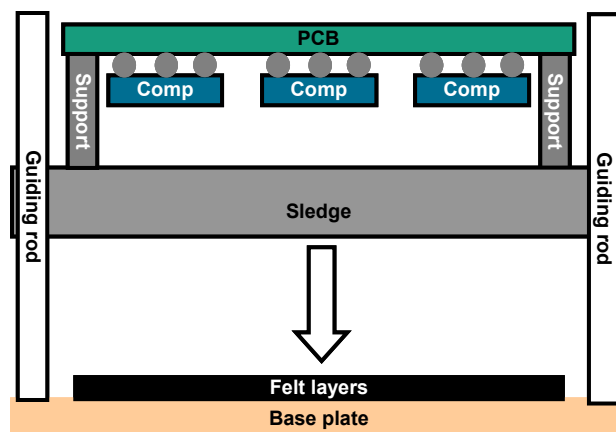 PCB
Comp
Comp
Comp
Support
Support
Guiding rod
Guiding rod
Sledge
Felt layers
Base plate